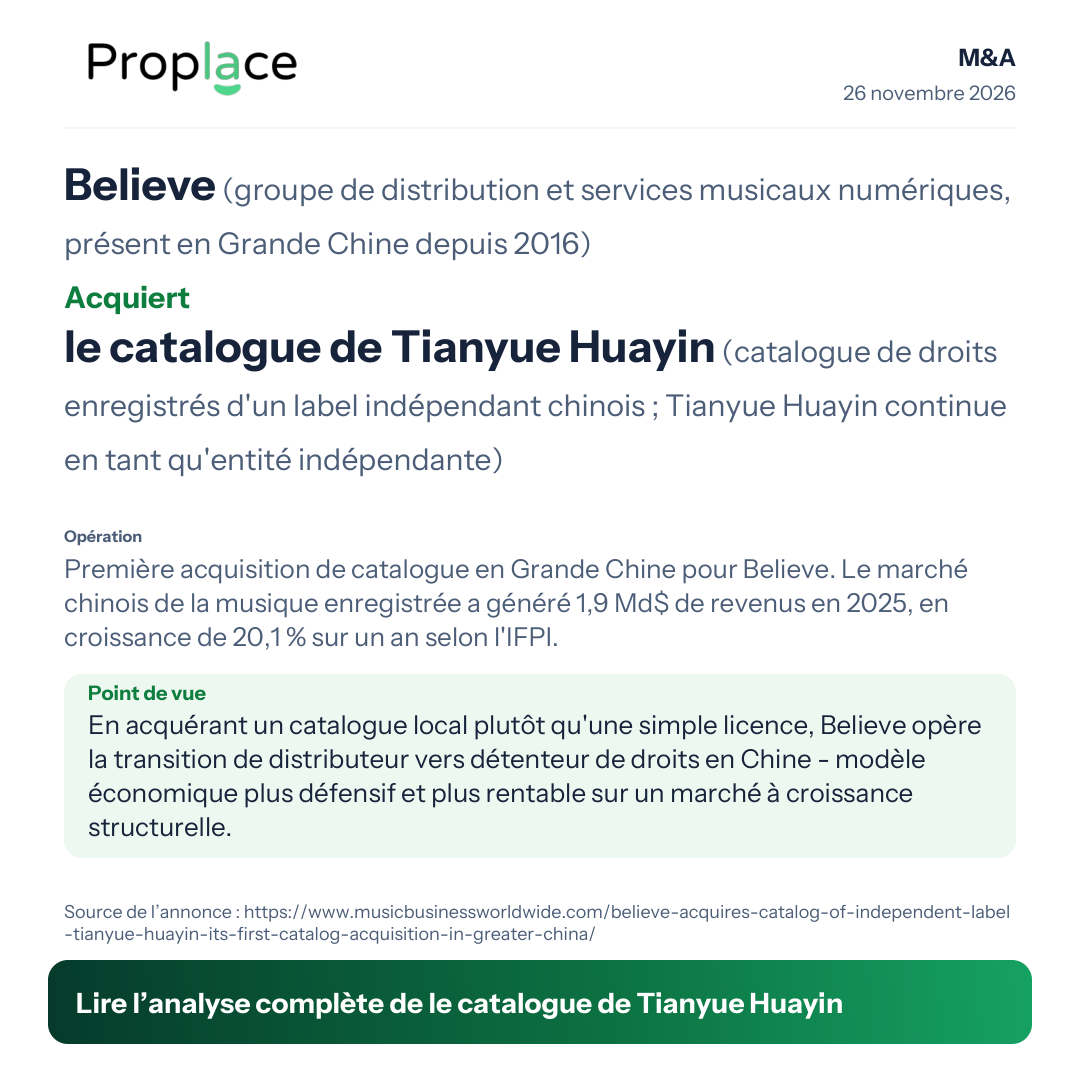 Proplace
M&A
26 novembre 2026
Believe (groupe de distribution et services musicaux numériques,
présent en Grande Chine depuis 2016)
Acquiert
le catalogue de Tianyue Huayin (catalogue de droits
enregistrés d'un label indépendant chinois ; Tianyue Huayin continue
en tant qu'entité indépendante)
Opération
Première acquisition de catalogue en Grande Chine pour Believe. Le marché
chinois de la musique enregistrée a généré 1,9 Md$ de revenus en 2025, en
croissance de 20,1 % sur un an selon l'IFPI.
Point de vue
En acquérant un catalogue local plutôt qu'une simple licence, Believe opère
la transition de distributeur vers détenteur de droits en Chine - modèle
économique plus défensif et plus rentable sur un marché à croissance
structurelle.
Source de l’annonce : https://www.musicbusinessworldwide.com/believe-acquires-catalog-of-independent-label
-tianyue-huayin-its-first-catalog-acquisition-in-greater-china/
Lire l’analyse complète de le catalogue de Tianyue Huayin